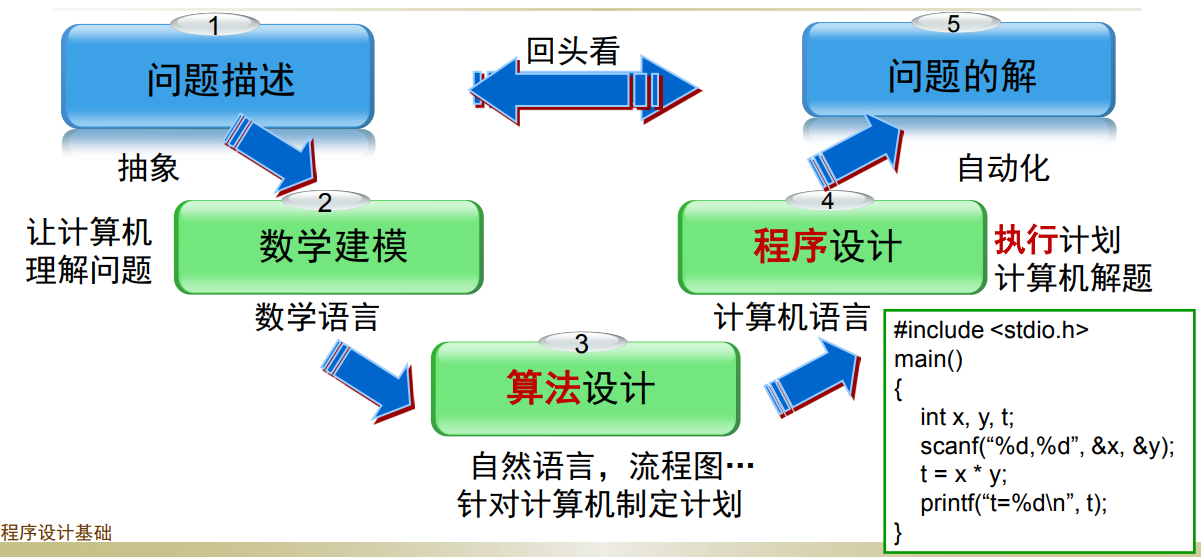 1
问题描述
回头看
5
问题的解
抽象
自动化
2
数学建模
让计算机
理解问题
数学语言
4
程序设计
执行计划
计算机解题
计算机语言
3
算法设计
自然语言，流程图…
针对计算机制定计划
#include <stdio.h>
main()
{
int x, y, t;
scanf(“%d,%d”, &x, &y);
t = x * y;
printf(“t=%d\n”, t);
}
程序设计基础